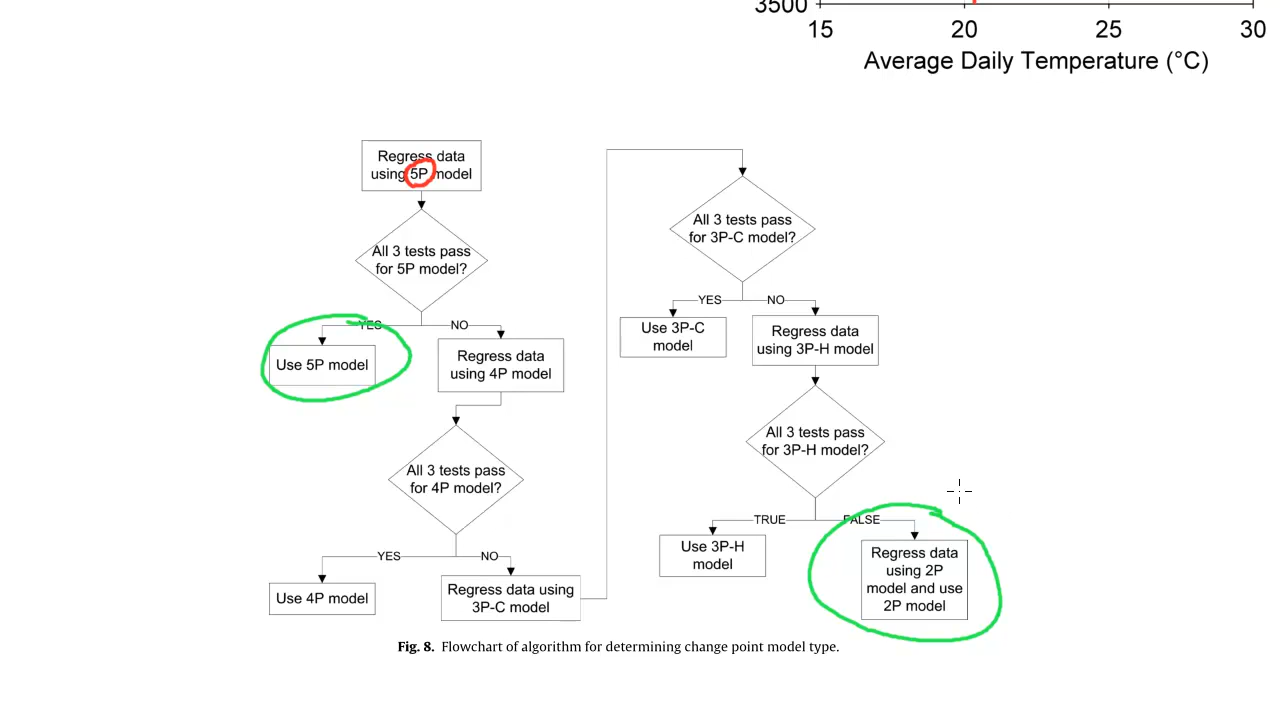 3500
15
20
25
30
Average Daily Temperature (°C)
Regress data
using 5P model
All 3 tests pass
for 5P model?
YES
NO
Use 5P model
Regress data
using 4P model
All 3 tests pass
for 4P model?
YES
NO
Use 4P model
Regress data using
3P-C model
All 3 tests pass
for 3P-C model?
YES
NO
Use 3P-C
model
Regress data
using 3P-H model
All 3 tests pass
for 3P-H model?
TRUE
FALSE
Use 3P-H
model
Regress data
using 2P
model and use
2P model
Fig. 8. Flowchart of algorithm for determining change point model type.